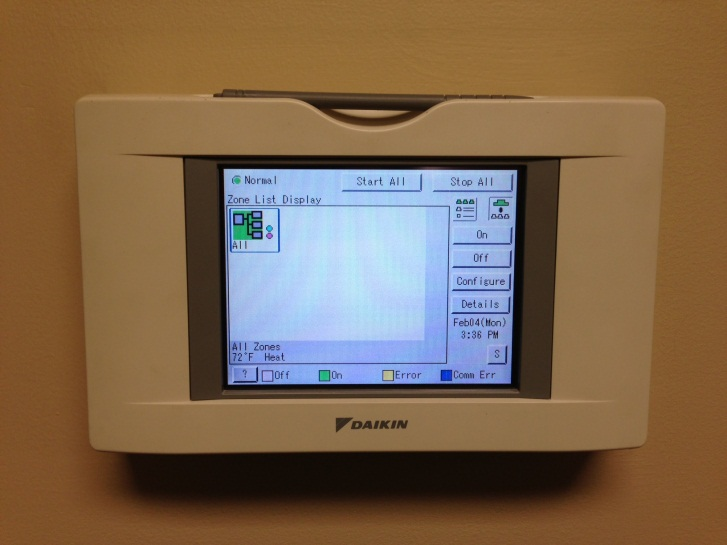 Normal
Start All
Stop All
Zone List Display
All
On
Off
Configure
Details
Feb04(Mon)
3:36 PM
S
All Zones
72°F Heat
? Off On Error Comm Err
DAIKIN